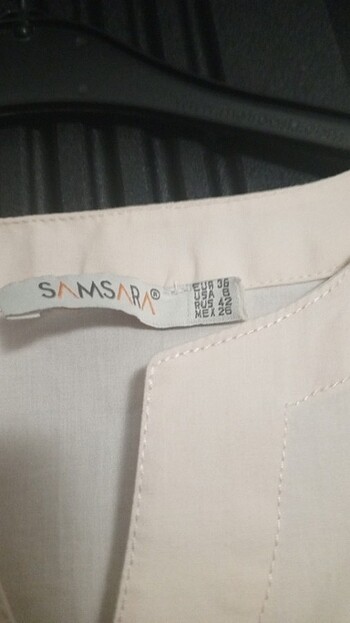 SAMSARA®
EUR 36
USA 8
RUS 42
MEX 26